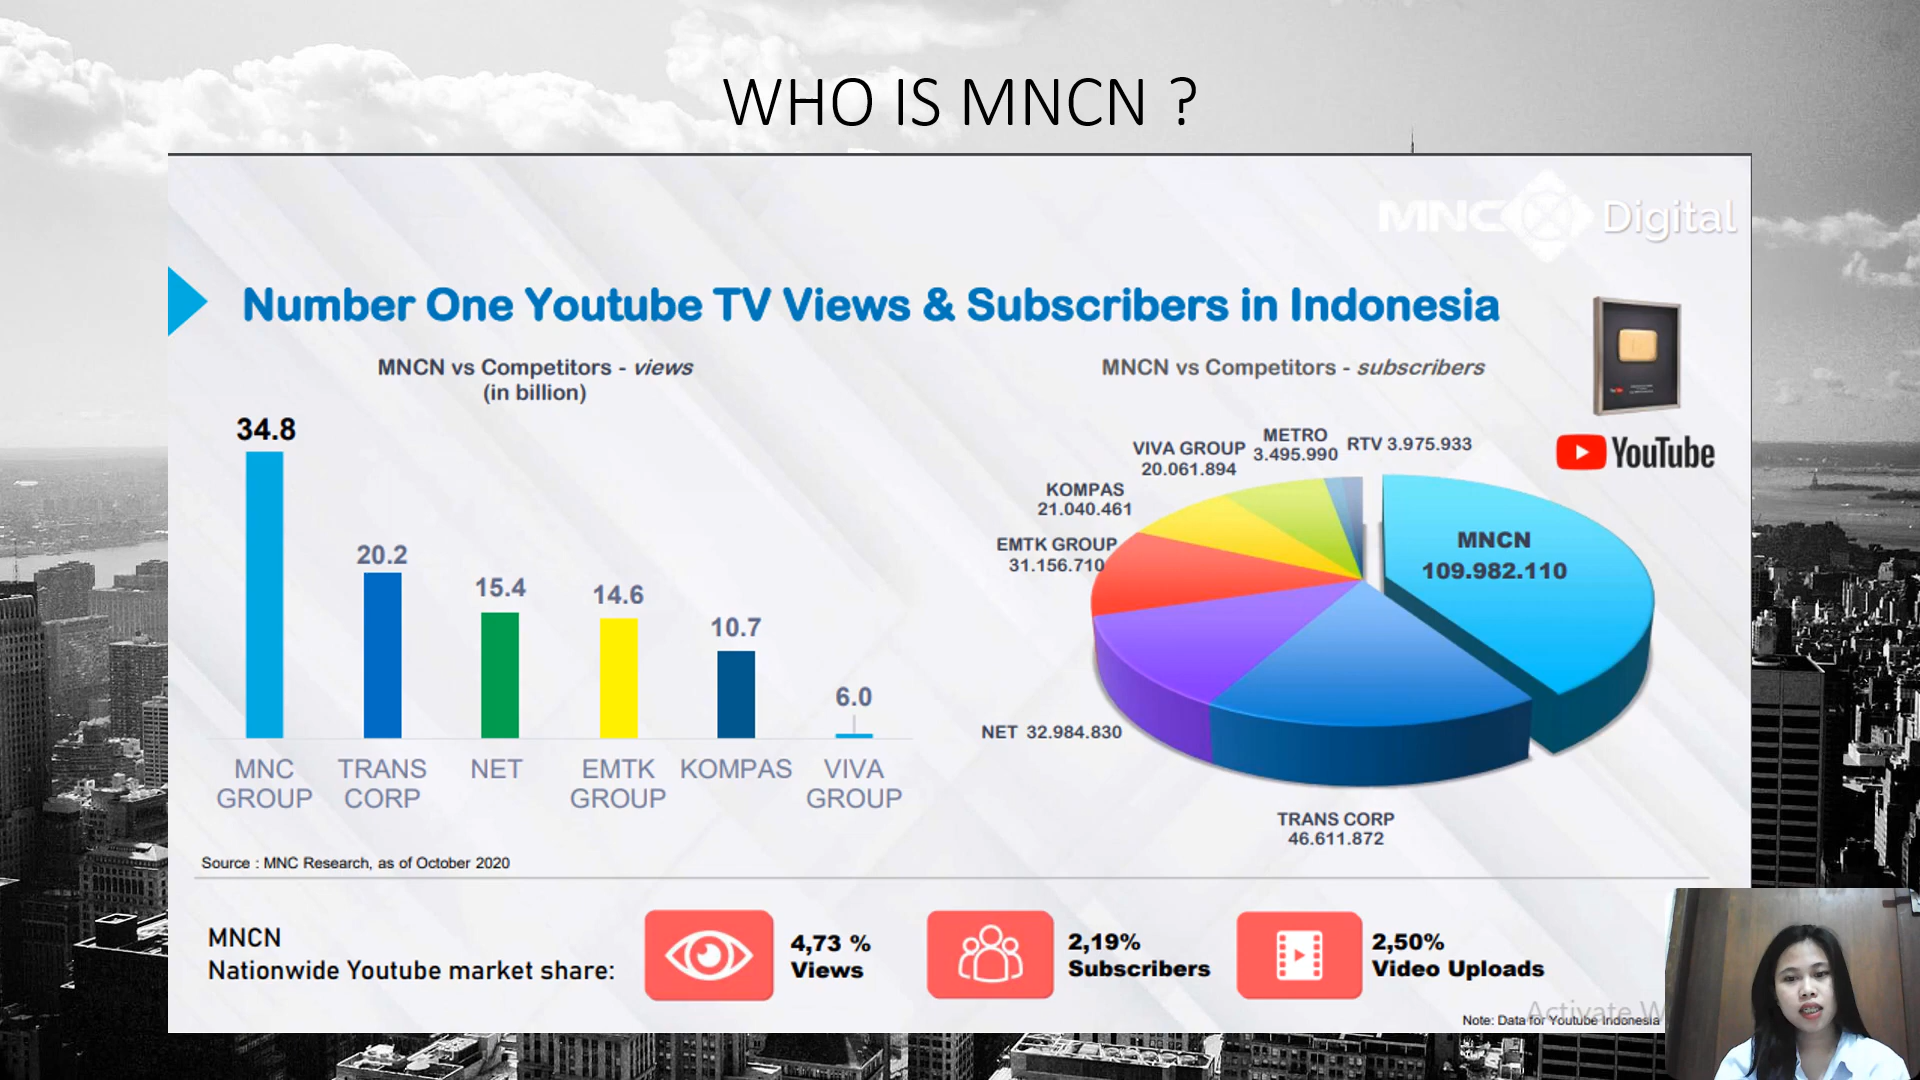 WHO IS MNCN ?
MNC Digital
Number One Youtube TV Views & Subscribers in Indonesia
MNCN vs Competitors - views
(in billion)
34.8
20.2
15.4
14.6
10.7
6.0
MNC
GROUP
TRANS
CORP
NET
EMTK
GROUP
KOMPAS
VIVA
GROUP
Source : MNC Research, as of October 2020
MNCN vs Competitors - subscribers
YouTube
VIVA GROUP
20.061.894
METRO
3.495.990
RTV 3.975.933
KOMPAS
21.040.461
EMTK GROUP
31.156.710
MNCN
109.982.110
NET 32.984.830
TRANS CORP
46.611.872
MNCN
Nationwide Youtube market share:
4,73 %
Views
2,19%
Subscribers
2,50%
Video Uploads
Activate W
Note: Data for Youtube Indonesia